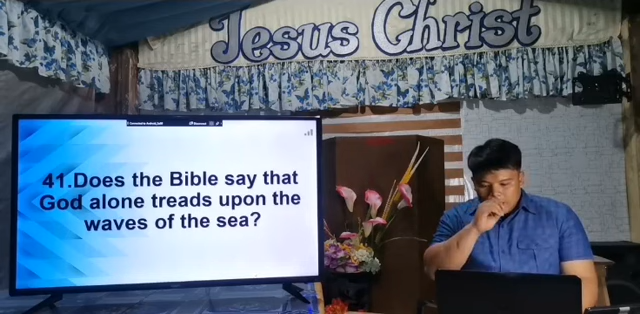 Jesus Christ
41.Does the Bible say that
God alone treads upon the
waves of the sea?